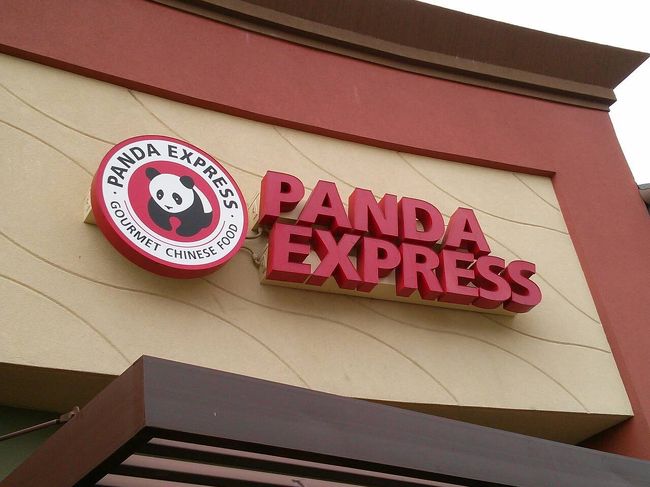 PANDA EXPRESS
GOURMET CHINESE FOOD
PANDA
EXPRESS